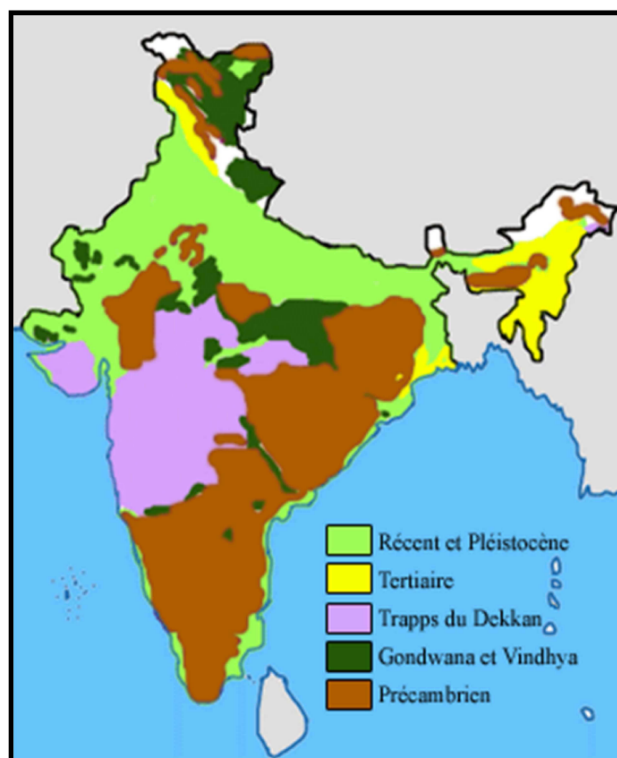 Récent et Pléistocène
Tertiaire
Trapps du Dekkan
Gondwana et Vindhya
Précambrien